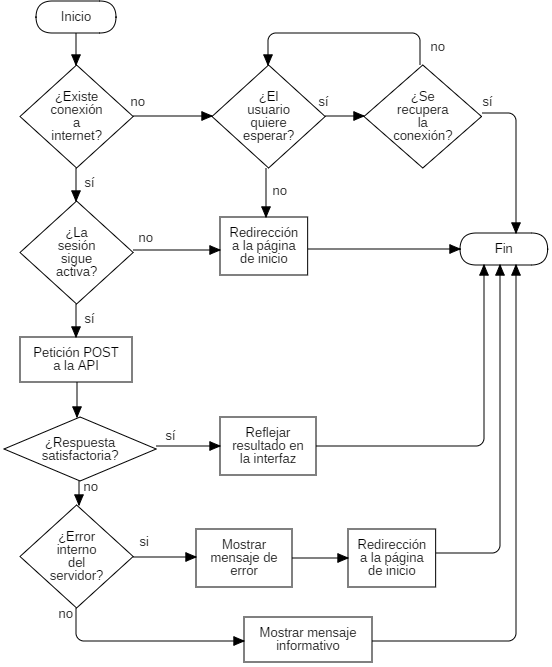 Inicio
¿Existe
conexión
a
internet?
no
¿El
usuario
quiere
esperar?
sí
¿Se
recupera
la
conexión?
no
sí
sí
no
¿La
sesión
sigue
activa?
no
Redirección
a la página
de inicio
Fin
sí
Petición POST
a la API
¿Respuesta
satisfactoria?
sí
Reflejar
resultado en
la interfaz
no
¿Error
interno
del
servidor?
si
Mostrar
mensaje de
error
Redirección
a la página
de inicio
no
Mostrar mensaje
informativo